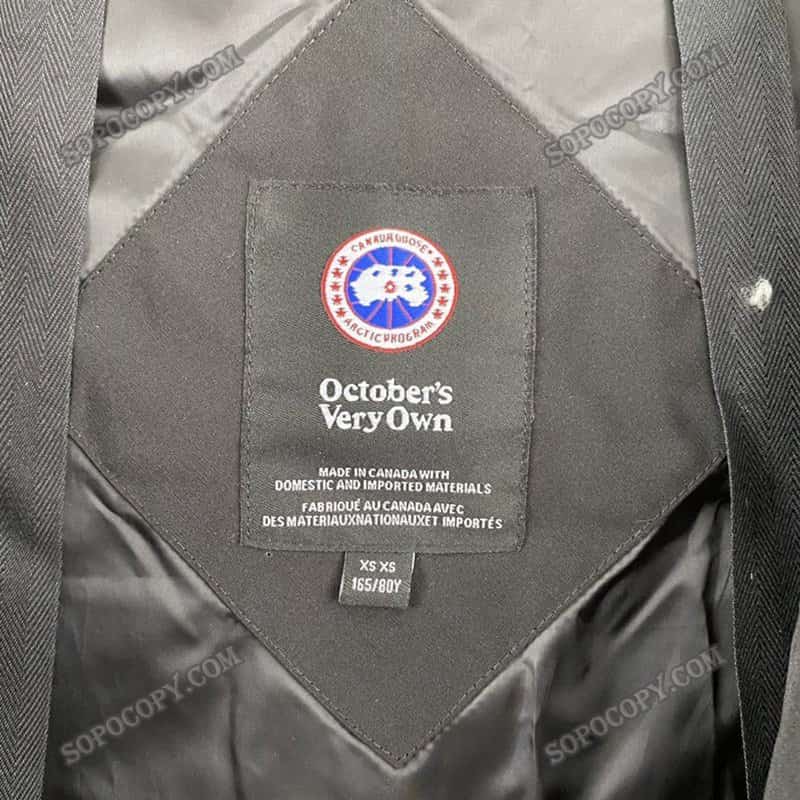 SOPOCOPY.COM
SOPOCOPY.COM
CANADA GOOSE
ARCTIC PROGRAM
October's
Very Own
MADE IN CANADA WITH
DOMESTIC AND IMPORTED MATERIALS
FABRIQUÉ AU CANADA AVEC
DES MATERIAUXNATIONAUXET IMPORTÉS
XS XS
165/80Y
SOPOCOPY.COM
SOPOCOPY.COM